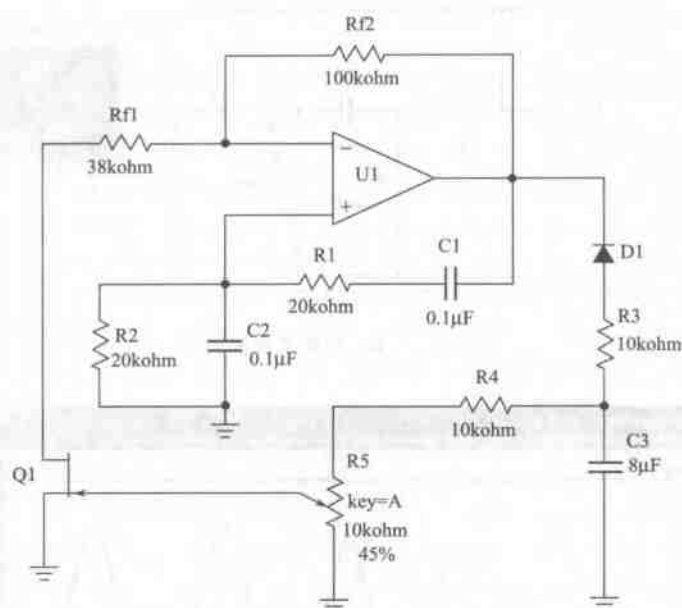 Rf2
100kohm
Rf1
38kohm
−
U1
+
C1
R1
20kohm
0.1μF
D1
R3
10kohm
R2
20kohm
C2
0.1μF
R4
10kohm
C3
8μF
R5
key=A
10kohm
45%
Q1